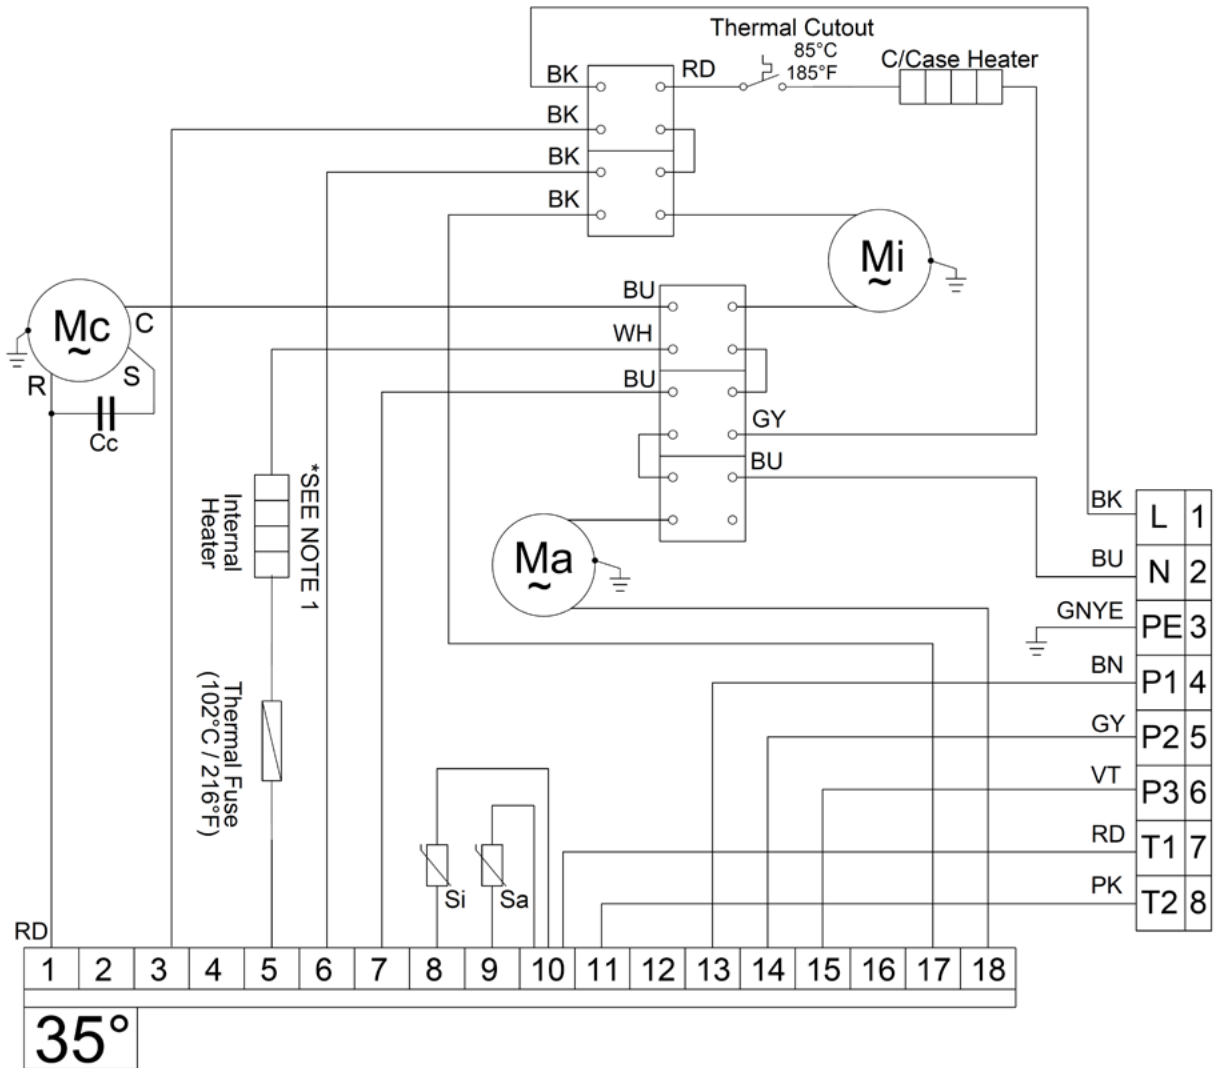 Thermal Cutout
85°C
185°F
C/Case Heater
BK
RD
BK
BK
BK
Mi
~
BU
WH
BU
GY
BU
Mc
~
C
S
R
Cc
Internal
Heater
*SEE NOTE 1
Thermal Fuse
(102°C / 216°F)
Ma
~
Si
Sa
BK L 1
BU N 2
GNYE PE 3
BN P1 4
GY P2 5
VT P3 6
RD T1 7
PK T2 8
RD
1 2 3 4 5 6 7 8 9 10 11 12 13 14 15 16 17 18
35°